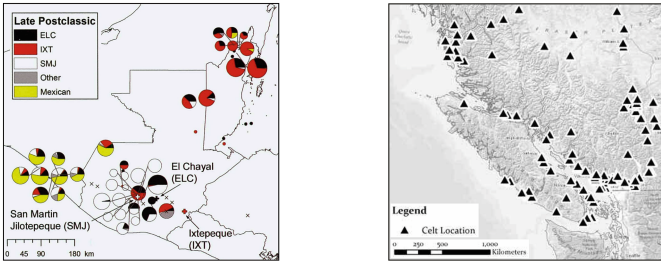 Late Postclassic
ELC
IXT
SMJ
Other
Mexican
El Chayal
(ELC)
San Martin
Jilotepeque (SMJ)
Ixtepeque
(IXT)
0 45 90 180
km
Legend
Celt Location
0 250 500 1,000
Kilometers